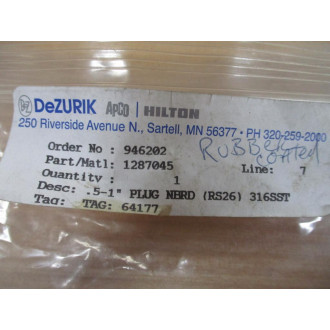 DeZURIK APCO | HILTON
250 Riverside Avenue N., Sartell, MN 56377 • PH 320-259-2000
Order No : 946202
RUBBER coated
Part/Matl: 1287045 Line: 7
Quantity : 1
Desc: .5-1" PLUG NBRD (RS26) 316SST
Tag: TAG: 64177